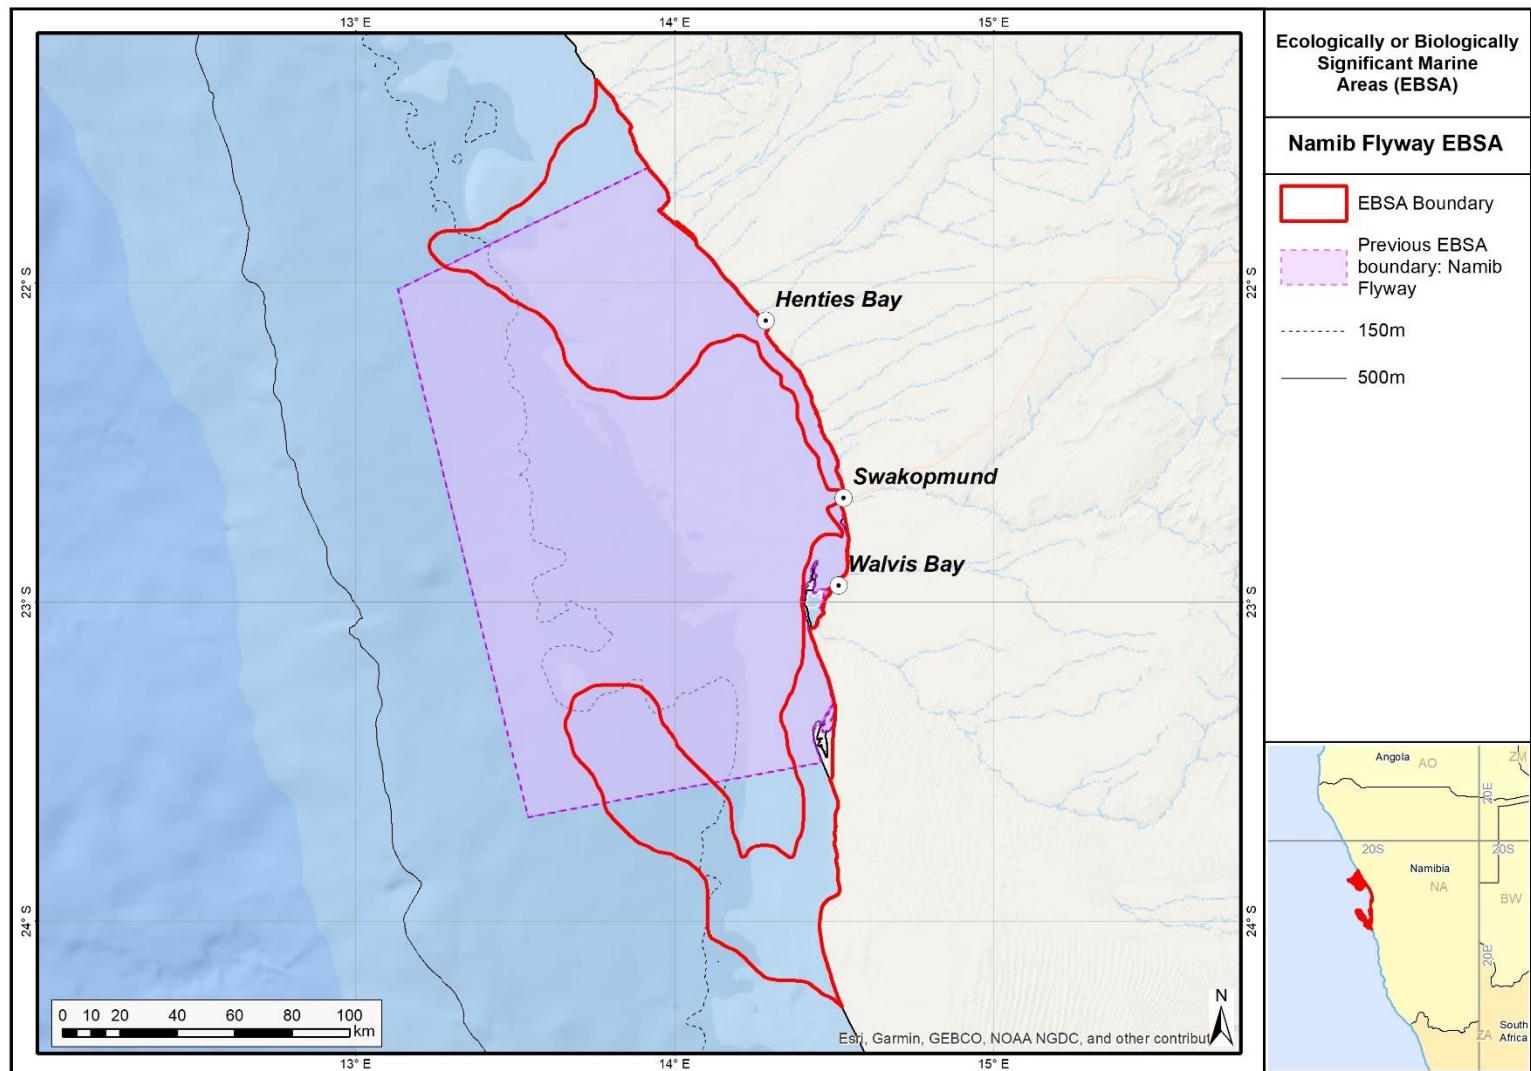 13° E
14° E
15° E
22° S
22° S
Henties Bay
Swakopmund
Walvis Bay
23° S
23° S
24° S
24° S
0 10 20 40 60 80 100
km
N
Esri, Garmin, GEBCO, NOAA NGDC, and other contribut
13° E
14° E
15° E
Ecologically or Biologically
Significant Marine
Areas (EBSA)
Namib Flyway EBSA
EBSA Boundary
Previous EBSA
boundary: Namib
Flyway
150m
500m
Angola AO
ZM
20E
20S
20S
Namibia
NA
BW
20E
South
ZA Africa